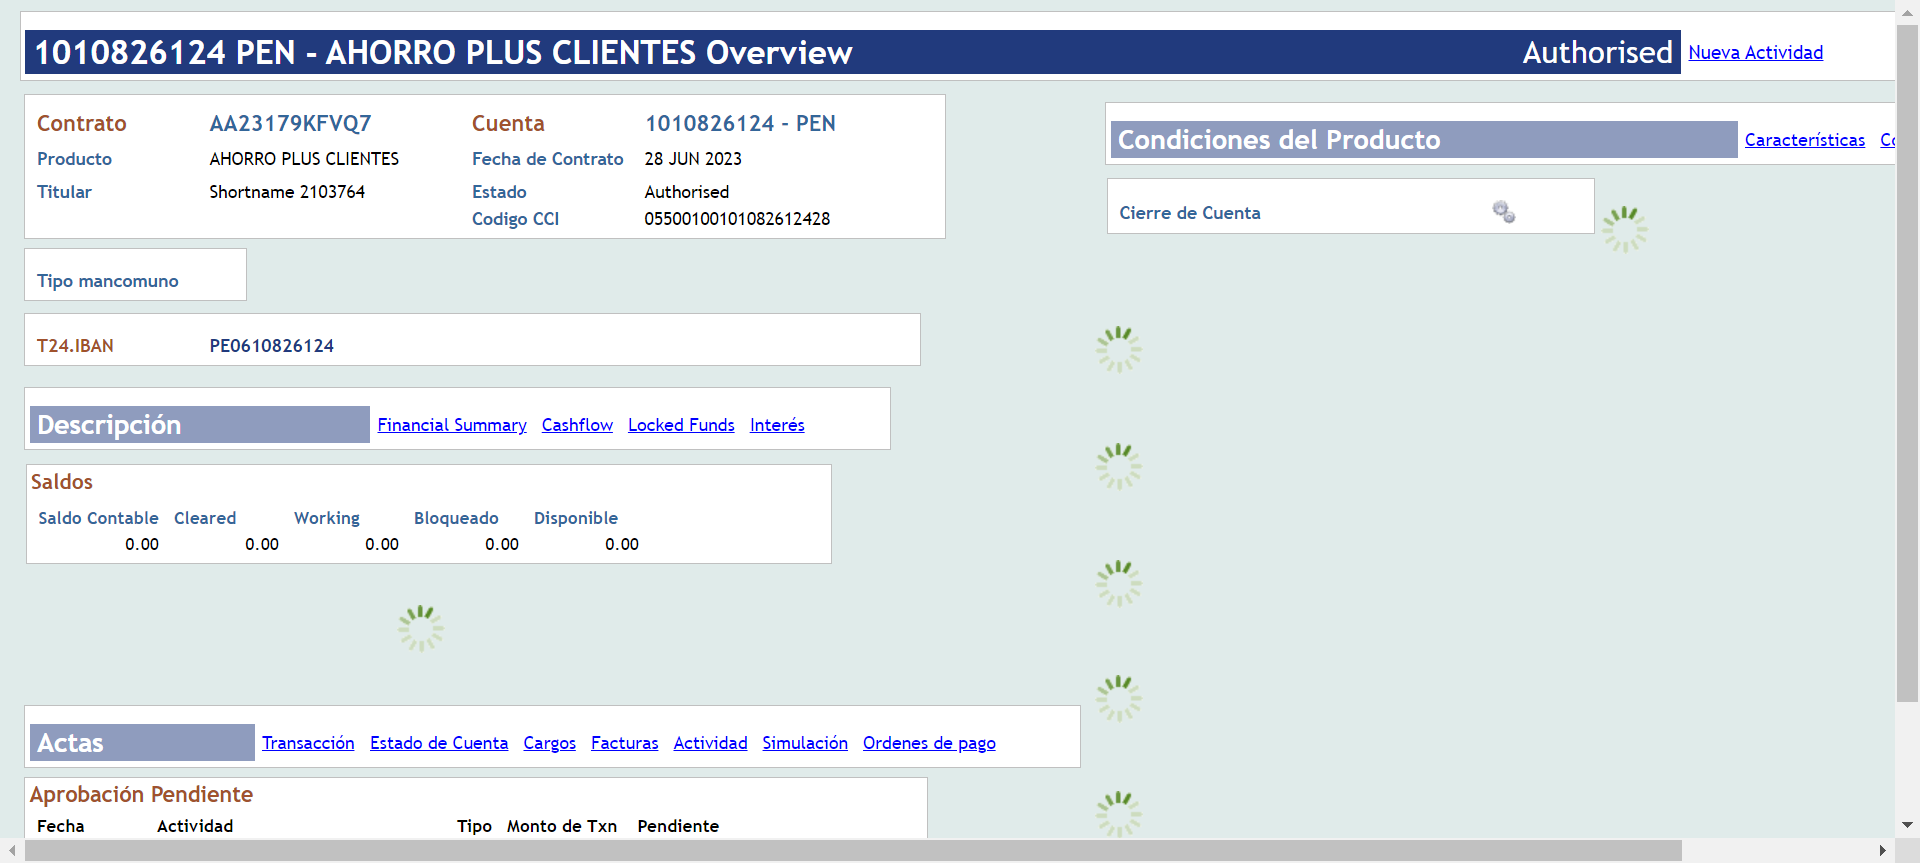 1010826124 PEN - AHORRO PLUS CLIENTES Overview Authorised Nueva Actividad
Contrato AA23179KFVQ7 Cuenta 1010826124 - PEN
Producto AHORRO PLUS CLIENTES Fecha de Contrato 28 JUN 2023
Titular Shortname 2103764 Estado Authorised
Codigo CCI 05500100101082612428
Tipo mancomuno
T24.IBAN PE0610826124
Descripción Financial Summary Cashflow Locked Funds Interés
Saldos
Saldo Contable Cleared Working Bloqueado Disponible
0.00 0.00 0.00 0.00 0.00
Actas Transacción Estado de Cuenta Cargos Facturas Actividad Simulación Ordenes de pago
Aprobación Pendiente
Fecha Actividad Tipo Monto de Txn Pendiente
Condiciones del Producto Características
Cierre de Cuenta